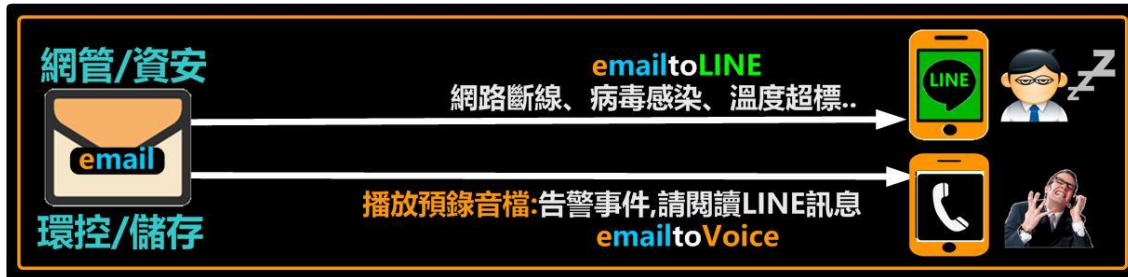 網管/資安
email
環控/儲存
emailtoLINE
網路斷線、病毒感染、溫度超標..
播放預錄音檔:告警事件,請閱讀LINE訊息
emailtoVoice
LINE
zzZ